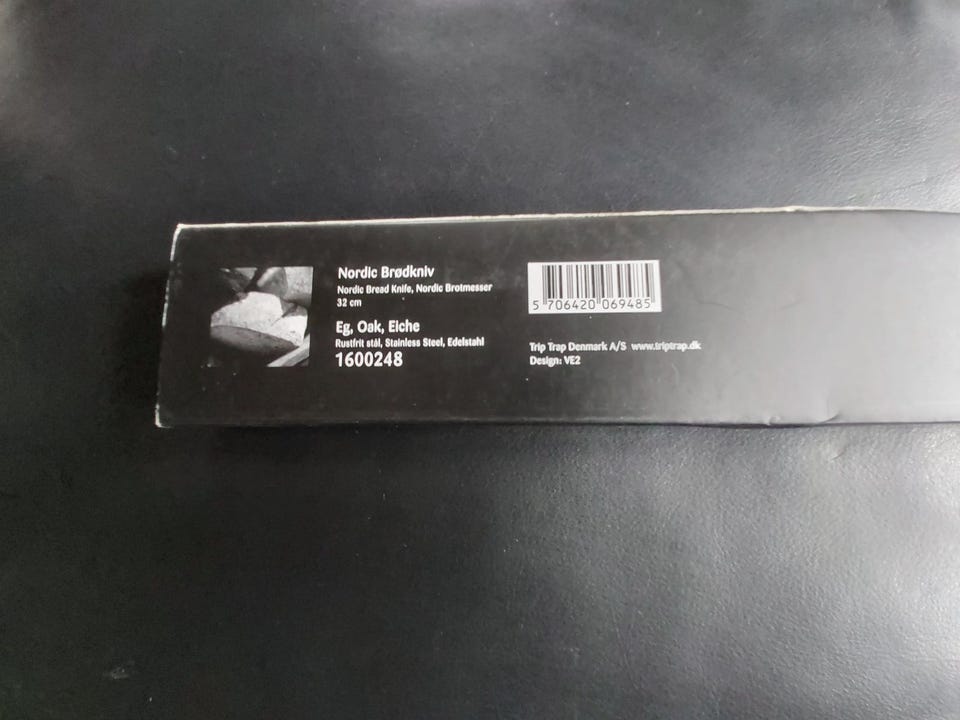 Nordic Brødkniv
Nordic Bread Knife, Nordic Brotmesser
32 cm
Eg, Oak, Eiche
Rustfrit stål, Stainless Steel, Edelstahl
1600248
5 706420 069485
Trip Trap Denmark A/S www.triptrap.dk
Design: VE2